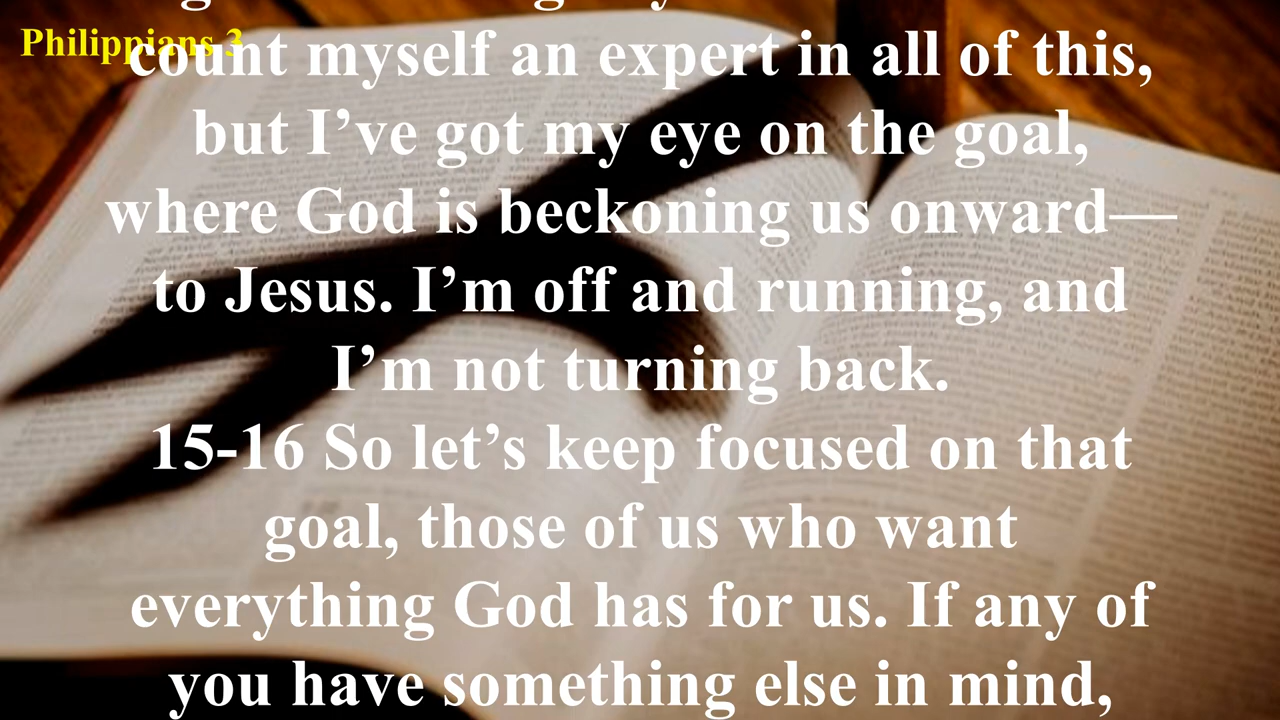 Philippians 3
count myself an expert in all of this,
but I’ve got my eye on the goal,
where God is beckoning us onward—
to Jesus. I’m off and running, and
I’m not turning back.
15-16 So let’s keep focused on that
goal, those of us who want
everything God has for us. If any of
you have something else in mind,